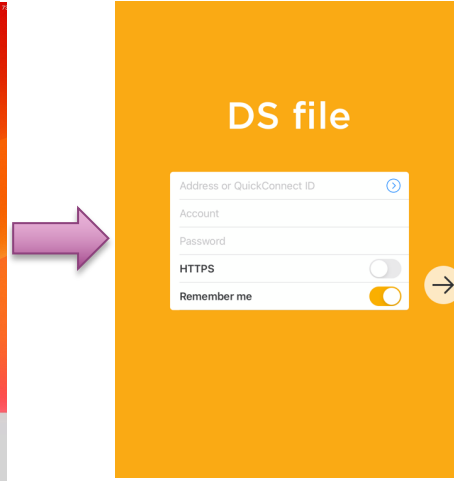 DS file
Address or QuickConnect ID
Account
Password
HTTPS
Remember me